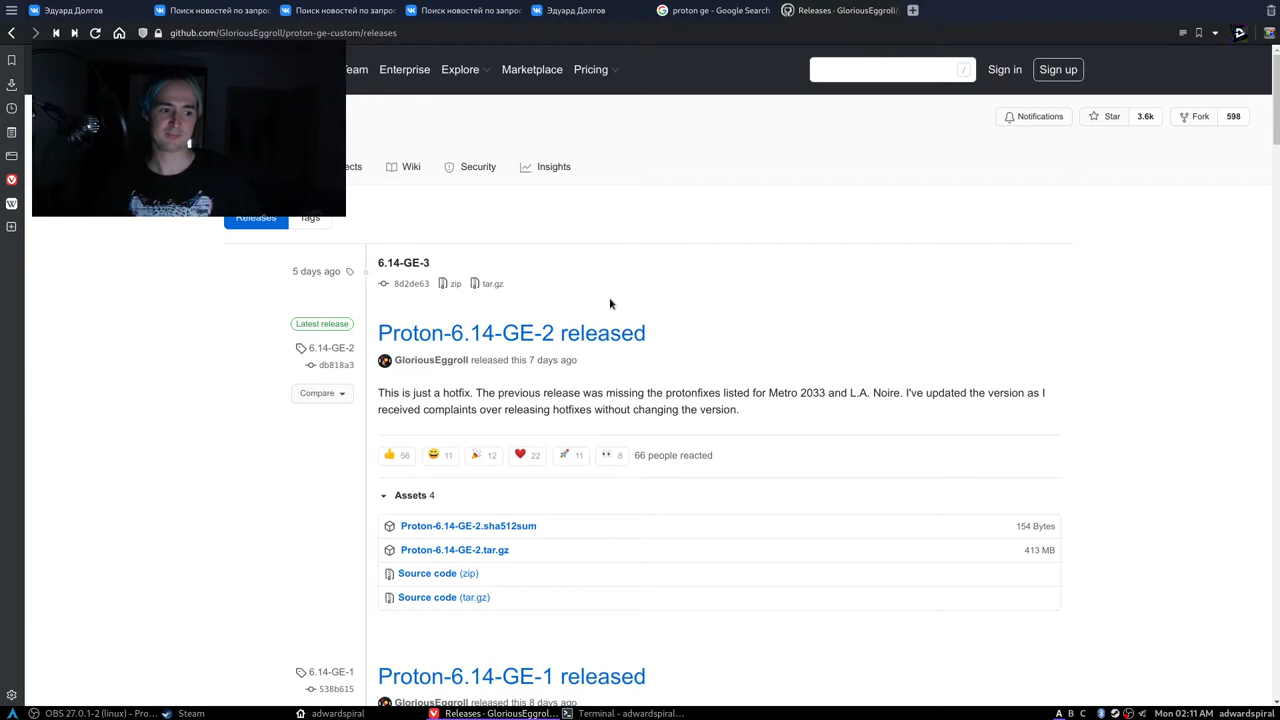 Эдуард Долгов
Поиск новостей по запрос
Поиск новостей по запрос
Поиск новостей по запрос
Эдуард Долгов
proton ge - Google Search
Releases · GloriousEggroll/
github.com/GloriousEggroll/proton-ge-custom/releases
Team
Enterprise
Explore
Marketplace
Pricing
/
Sign in
Sign up
Notifications
Star
3.6k
Fork
598
ects
Wiki
Security
Insights
Releases
Tags
5 days ago
6.14-GE-3
8d2de63
zip
tar.gz
Latest release
6.14-GE-2
db818a3
Compare
Proton-6.14-GE-2 released
GloriousEggroll released this 7 days ago
This is just a hotfix. The previous release was missing the protonfixes listed for Metro 2033 and L.A. Noire. I've updated the version as I
received complaints over releasing hotfixes without changing the version.
56
11
12
22
11
8
66 people reacted
Assets 4
Proton-6.14-GE-2.sha512sum
154 Bytes
Proton-6.14-GE-2.tar.gz
413 MB
Source code (zip)
Source code (tar.gz)
6.14-GE-1
538b615
Proton-6.14-GE-1 released
GloriousEggroll released this 8 days ago
OBS 27.0.1-2 (linux) - Pro...
Steam
adwardspiral
Releases · GloriousEggrol...
Terminal - adwardspiral...
A B C
Mon 02:11 AM
adwardspiral